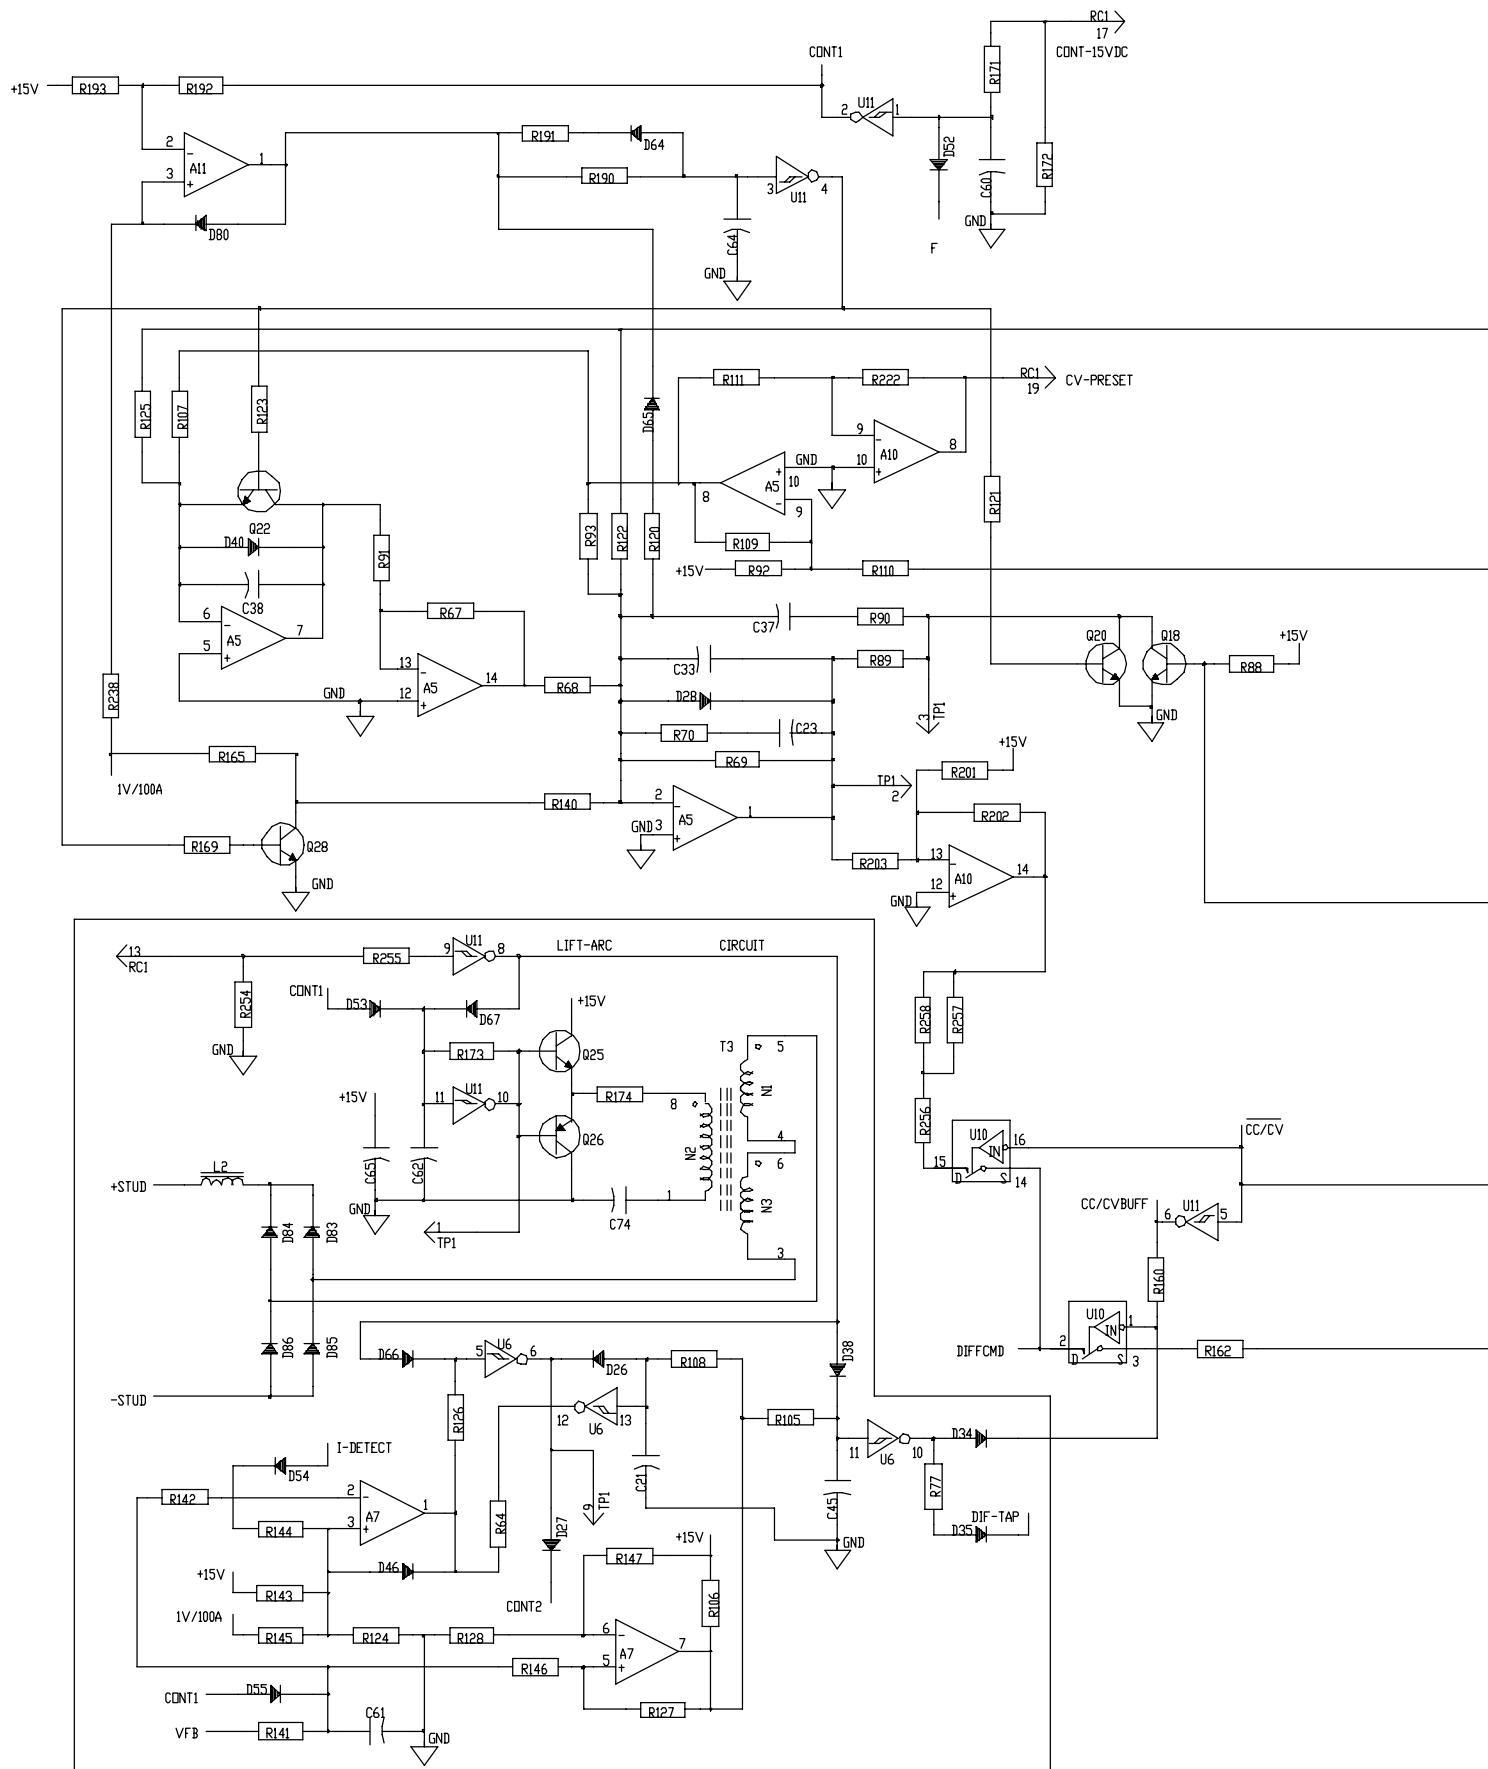 RC1
17
CONT-15VDC
CONT1
+15V
R193
R192
R171
U11
2
1
D52
C60
R172
GND
F
2
-
A11
1
3
+
D80
R191
D64
R190
3
U11
4
C64
GND
R125
R107
R123
D65
R111
R222
RC1
19
CV-PRESET
9
-
A10
8
10
+
GND
+
10
A5
-
9
8
Q22
D40
C38
R91
R93
R122
R120
R109
+15V
R92
R110
R121
6
-
A5
7
5
+
R67
13
-
A5
14
12
+
GND
R68
C37
R90
C33
R89
D28
3
TP1
Q20
Q18
+15V
R88
GND
R238
R165
1V/100A
R70
C23
R69
TP1
2
+15V
R201
R202
R140
2
-
A5
1
GND
3
+
R203
13
-
A10
14
12
+
GND
R169
Q28
GND
13
RC1
R255
9
U11
8
LIFT-ARC
CIRCUIT
R254
GND
CONT1
D53
D67
+15V
R173
Q25
11
U11
10
R174
Q26
+15V
C65
C62
GND
C74
1
TP1
T3
5
N1
8
4
N2
6
N3
1
3
R258
R257
R256
U10
16
IN
15
D
S
14
CC/CV
CC/CVBUFF
U11
6
5
R160
U10
IN
1
DIFFCMD
2
D
S
3
R162
L2
+STUD
D84
D83
D86
D85
-STUD
D66
5
U6
6
D26
R108
D38
12
U6
13
R126
R105
I-DETECT
D54
C21
11
U6
10
D34
R77
C45
R142
2
-
A7
1
3
+
R144
R64
9
TP1
D27
DIF-TAP
D35
GND
D46
+15V
R147
+15V
R143
R106
CONT2
1V/100A
R145
R124
R128
6
-
A7
7
5
+
R146
CONT1
D55
R127
VFB
R141
C61
GND